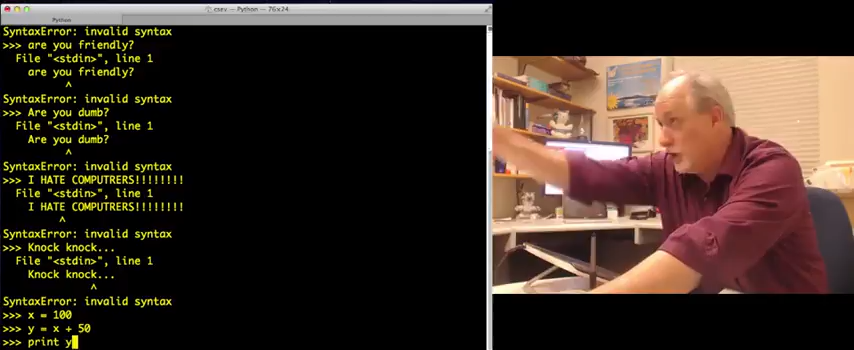 csev — Python — 76×24
Python
SyntaxError: invalid syntax
>>> are you friendly?
File "<stdin>", line 1
are you friendly?
^
SyntaxError: invalid syntax
>>> Are you dumb?
File "<stdin>", line 1
Are you dumb?
^
SyntaxError: invalid syntax
>>> I HATE COMPUTRERS!!!!!!!!
File "<stdin>", line 1
I HATE COMPUTRERS!!!!!!!!
^
SyntaxError: invalid syntax
>>> Knock knock...
File "<stdin>", line 1
Knock knock...
^
SyntaxError: invalid syntax
>>> x = 100
>>> y = x + 50
>>> print y